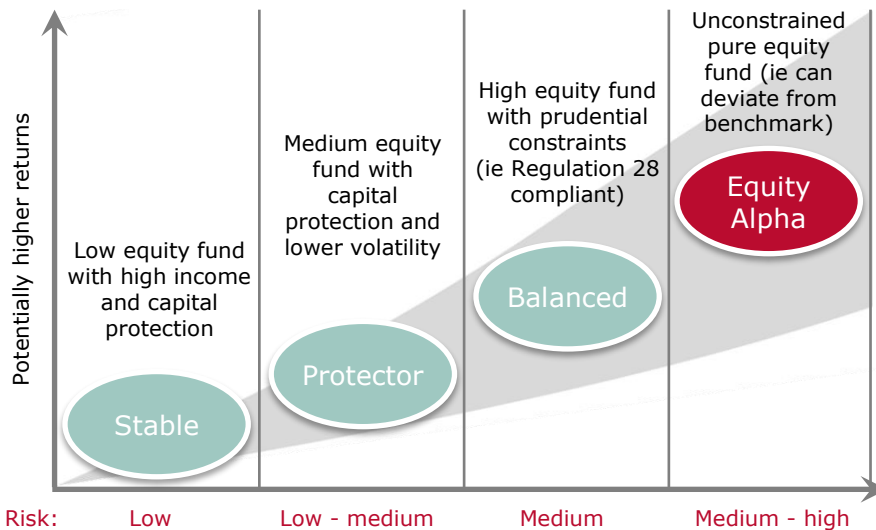 Potentially higher returns
Low equity fund
with high income
and capital
protection
Stable
Medium equity
fund with
capital
protection and
lower volatility
Protector
High equity fund
with prudential
constraints
(ie Regulation 28
compliant)
Balanced
Unconstrained
pure equity
fund (ie can
deviate from
benchmark)
Equity
Alpha
Risk: Low Low - medium Medium Medium - high